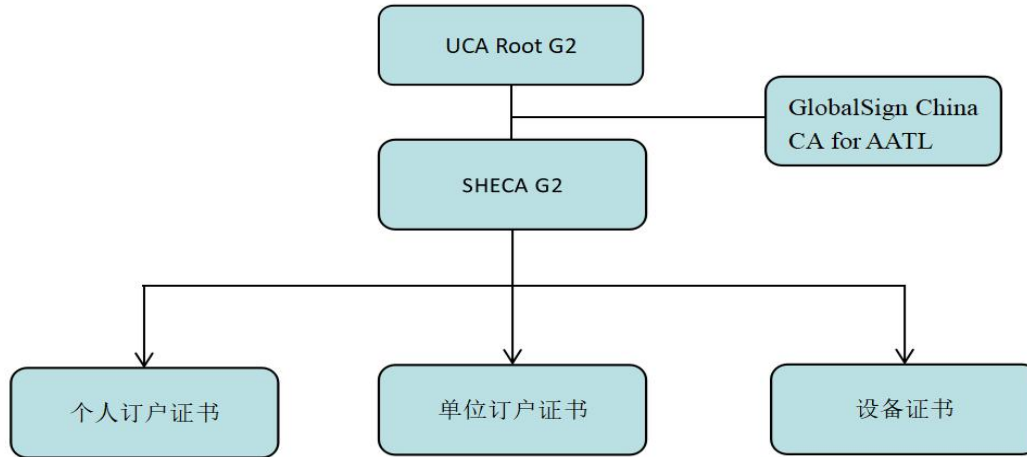 UCA Root G2
GlobalSign China
CA for AATL
SHECA G2
个人订户证书
单位订户证书
设备证书